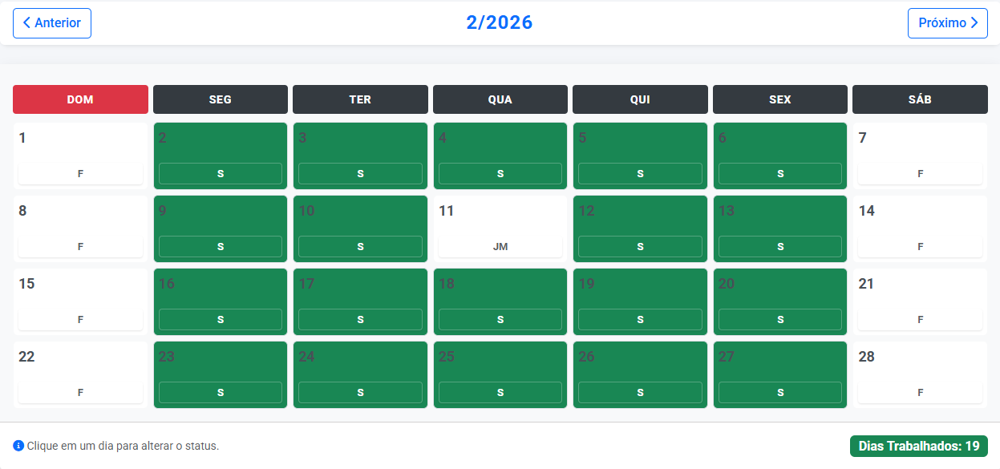 Anterior 2/2026 Próximo
DOM SEG TER QUA QUI SEX SÁB
1 2 3 4 5 6 7
F S S S S S F
8 9 10 11 12 13 14
F S S JM S S F
15 16 17 18 19 20 21
F S S S S S F
22 23 24 25 26 27 28
F S S S S S F
Clique em um dia para alterar o status. Dias Trabalhados: 19